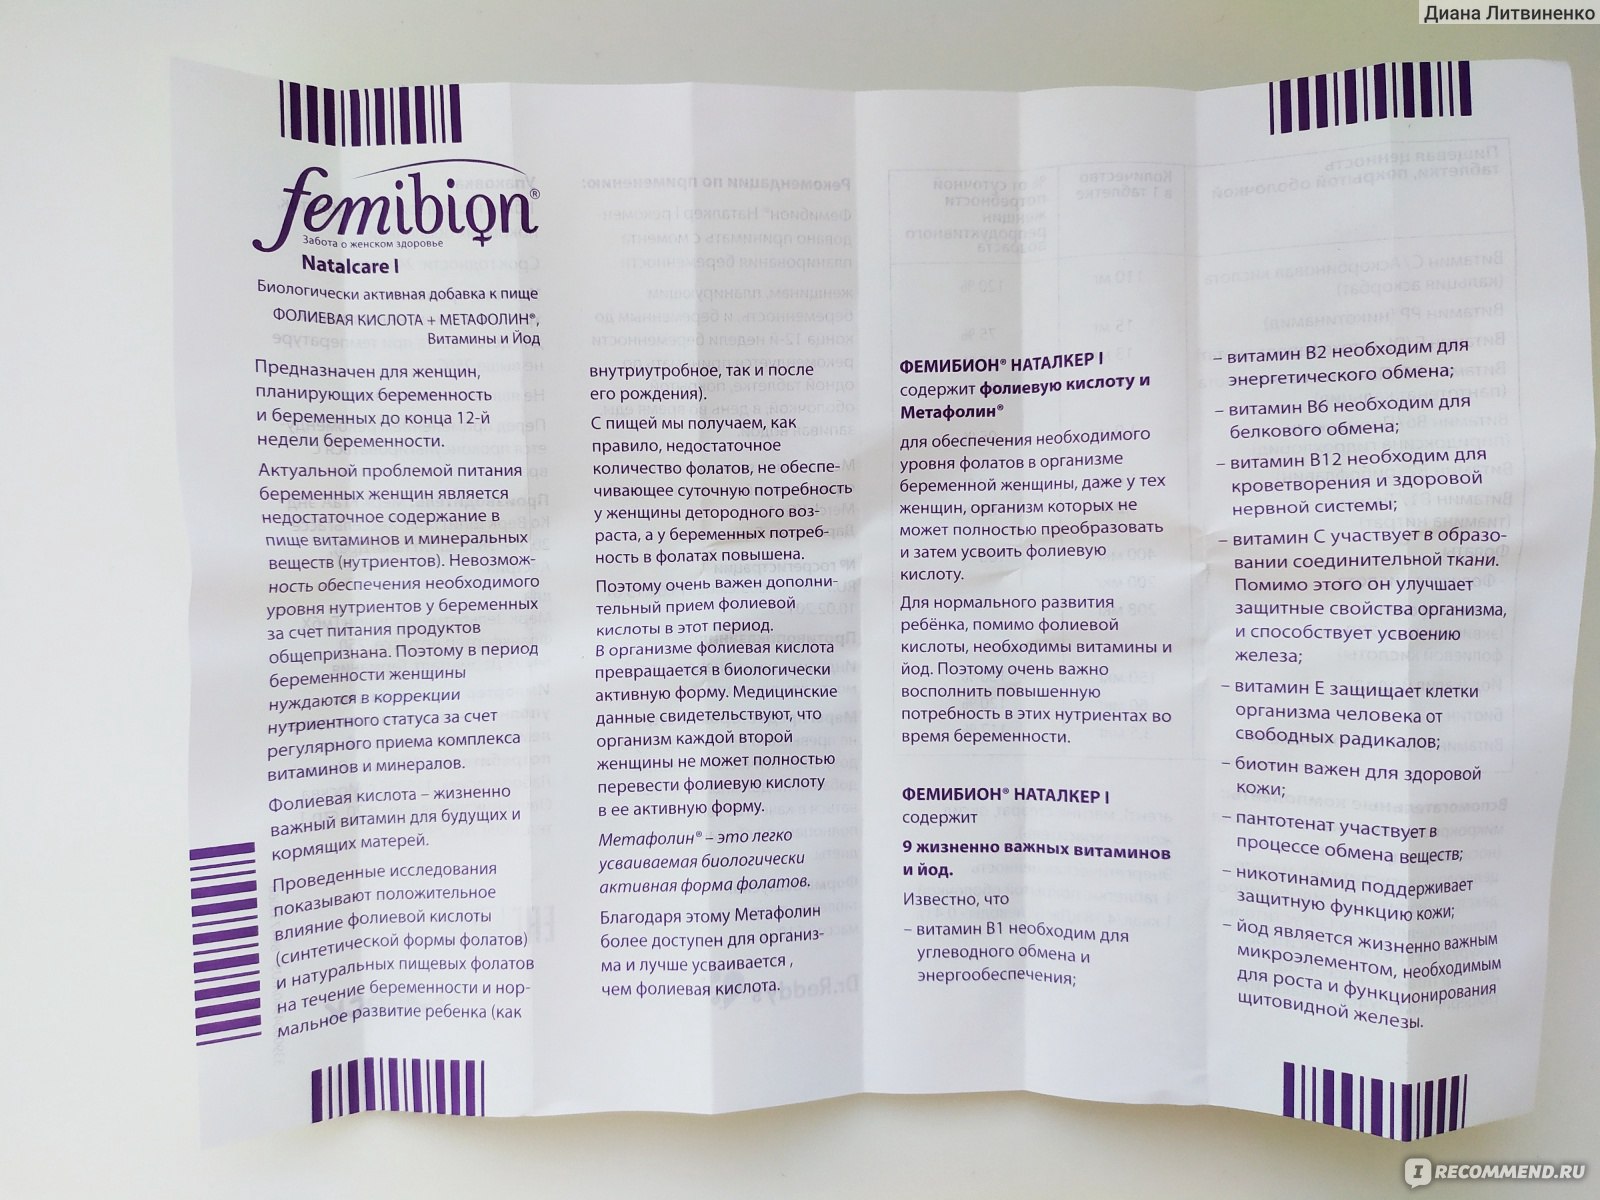 Диана Литвиненко
femibion®
Забота о женском здоровье
Natalcare I
Биологически активная добавка к пище
ФОЛИЕВАЯ КИСЛОТА + МЕТАФОЛИН®,
Витамины и Йод
Предназначен для женщин,
планирующих беременность
и беременных до конца 12-й
недели беременности.
Актуальной проблемой питания
беременных женщин является
недостаточное содержание в
пище витаминов и минеральных
веществ (нутриентов). Невозмож-
ность обеспечения необходимого
уровня нутриентов у беременных
за счет питания продуктов
общепризнана. Поэтому в период
беременности женщины
нуждаются в коррекции
нутриентного статуса за счет
регулярного приема комплекса
витаминов и минералов.
Фолиевая кислота – жизненно
важный витамин для будущих и
кормящих матерей.
Проведенные исследования
показывают положительное
влияние фолиевой кислоты
(синтетической формы фолатов)
и натуральных пищевых фолатов
на течение беременности и нор-
мальное развитие ребенка (как
внутриутробное, так и после
его рождения).
С пищей мы получаем, как
правило, недостаточное
количество фолатов, не обеспе-
чивающее суточную потребность
у женщины детородного воз-
раста, а у беременных потреб-
ность в фолатах повышена.
Поэтому очень важен дополни-
тельный прием фолиевой
кислоты в этот период.
В организме фолиевая кислота
превращается в биологически
активную форму. Медицинские
данные свидетельствуют, что
организм каждой второй
женщины не может полностью
перевести фолиевую кислоту
в ее активную форму.
Метафолин® – это легко
усваиваемая биологически
активная форма фолатов.
Благодаря этому Метафолин
более доступен для организ-
ма и лучше усваивается ,
чем фолиевая кислота.
ФЕМИБИОН® НАТАЛКЕР I
содержит фолиевую кислоту и
Метафолин®
для обеспечения необходимого
уровня фолатов в организме
беременной женщины, даже у тех
женщин, организм которых не
может полностью преобразовать
и затем усвоить фолиевую
кислоту.
Для нормального развития
ребёнка, помимо фолиевой
кислоты, необходимы витамины и
йод. Поэтому очень важно
восполнить повышенную
потребность в этих нутриентах во
время беременности.
ФЕМИБИОН® НАТАЛКЕР I
содержит
9 жизненно важных витаминов
и йод.
Известно, что
– витамин В1 необходим для
углеводного обмена и
энергообеспечения;
– витамин В2 необходим для
энергетического обмена;
– витамин В6 необходим для
белкового обмена;
– витамин В12 необходим для
кроветворения и здоровой
нервной системы;
– витамин С участвует в образо-
вании соединительной ткани.
Помимо этого он улучшает
защитные свойства организма,
и способствует усвоению
железа;
– витамин Е защищает клетки
организма человека от
свободных радикалов;
– биотин важен для здоровой
кожи;
– пантотенат участвует в
процессе обмена веществ;
– никотинамид поддерживает
защитную функцию кожи;
– йод является жизненно важным
микроэлементом, необходимым
для роста и функционирования
щитовидной железы.
IRECOMMEND.RU